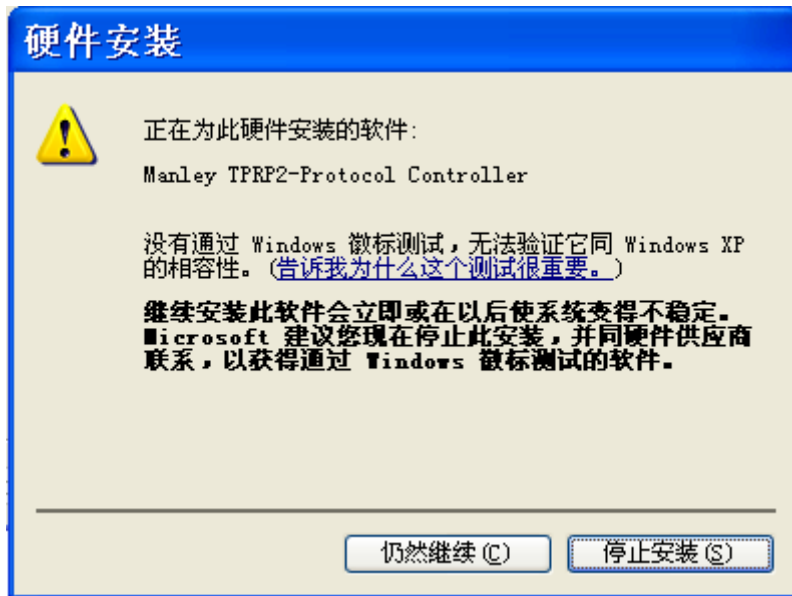 硬件安装
正在为此硬件安装的软件:
Manley TPRP2-Protocol Controller
没有通过 Windows 徽标测试，无法验证它同 Windows XP
的相容性。(告诉我为什么这个测试很重要。)
继续安装此软件会立即或在以后使系统变得不稳定。
Microsoft 建议您现在停止此安装，并同硬件供应商
联系，以获得通过 Windows 徽标测试的软件。
仍然继续(C) 停止安装(S)